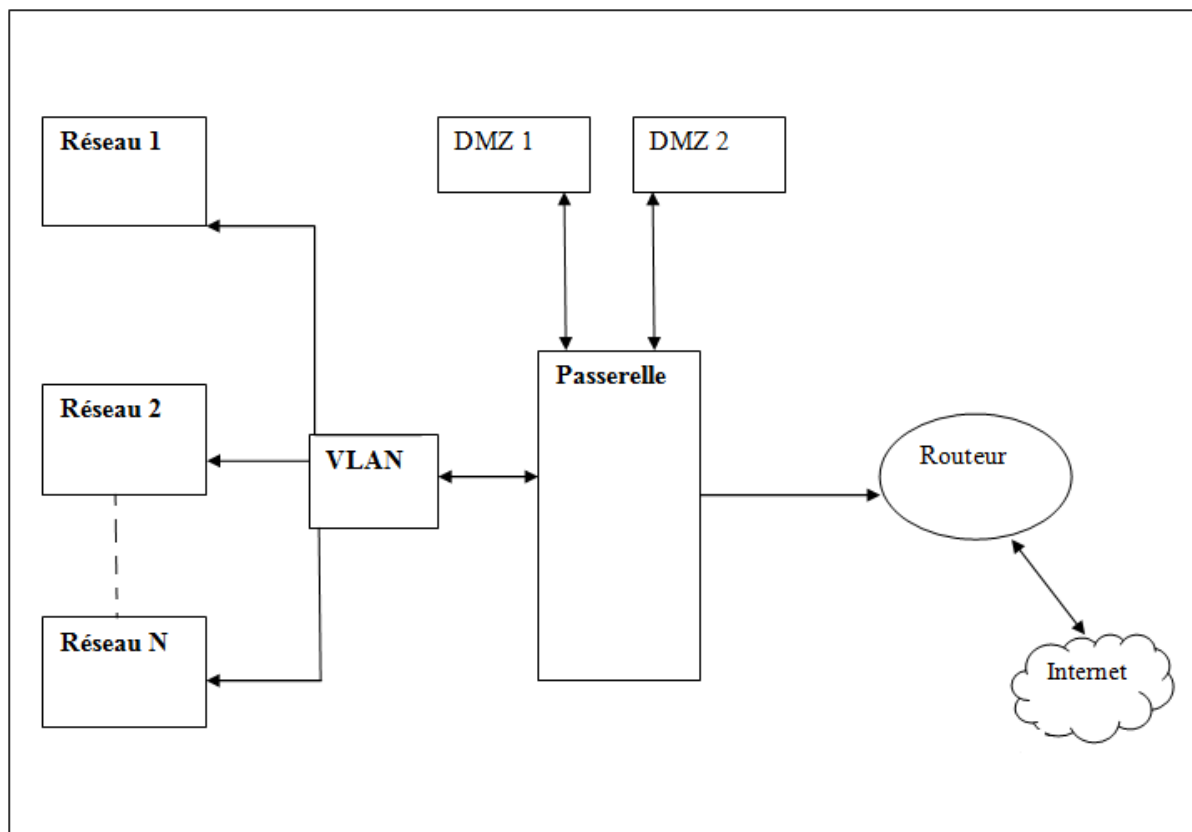 Réseau 1
DMZ 1
DMZ 2
Passerelle
Réseau 2
VLAN
Routeur
Réseau N
Internet